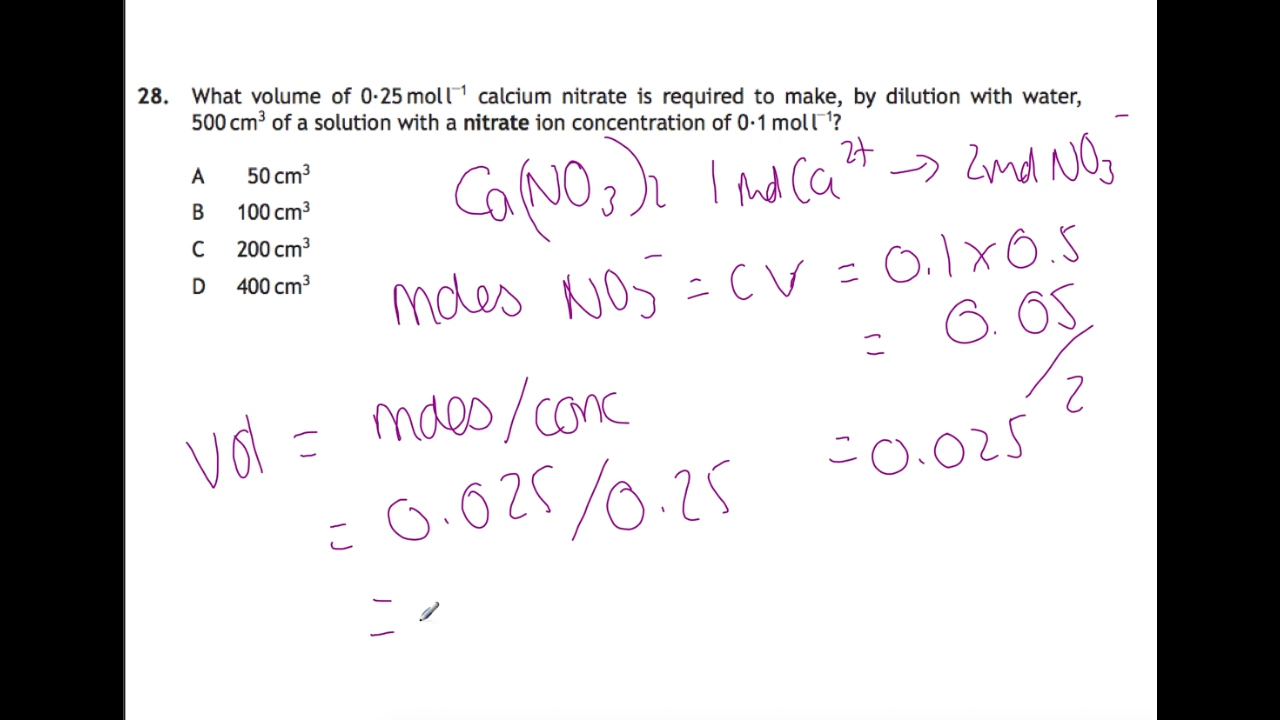 28. What volume of 0·25 mol l⁻¹ calcium nitrate is required to make, by dilution with water,
500 cm³ of a solution with a nitrate ion concentration of 0·1 mol l⁻¹?
A 50 cm³
B 100 cm³
C 200 cm³
D 400 cm³
Ca(NO₃)₂ 1 mol Ca²⁺ → 2 mol NO₃⁻
moles NO₃⁻ = CV = 0.1 × 0.5
= 0.05
/2
= 0.025
Vol = moles/conc
= 0.025/0.25
=